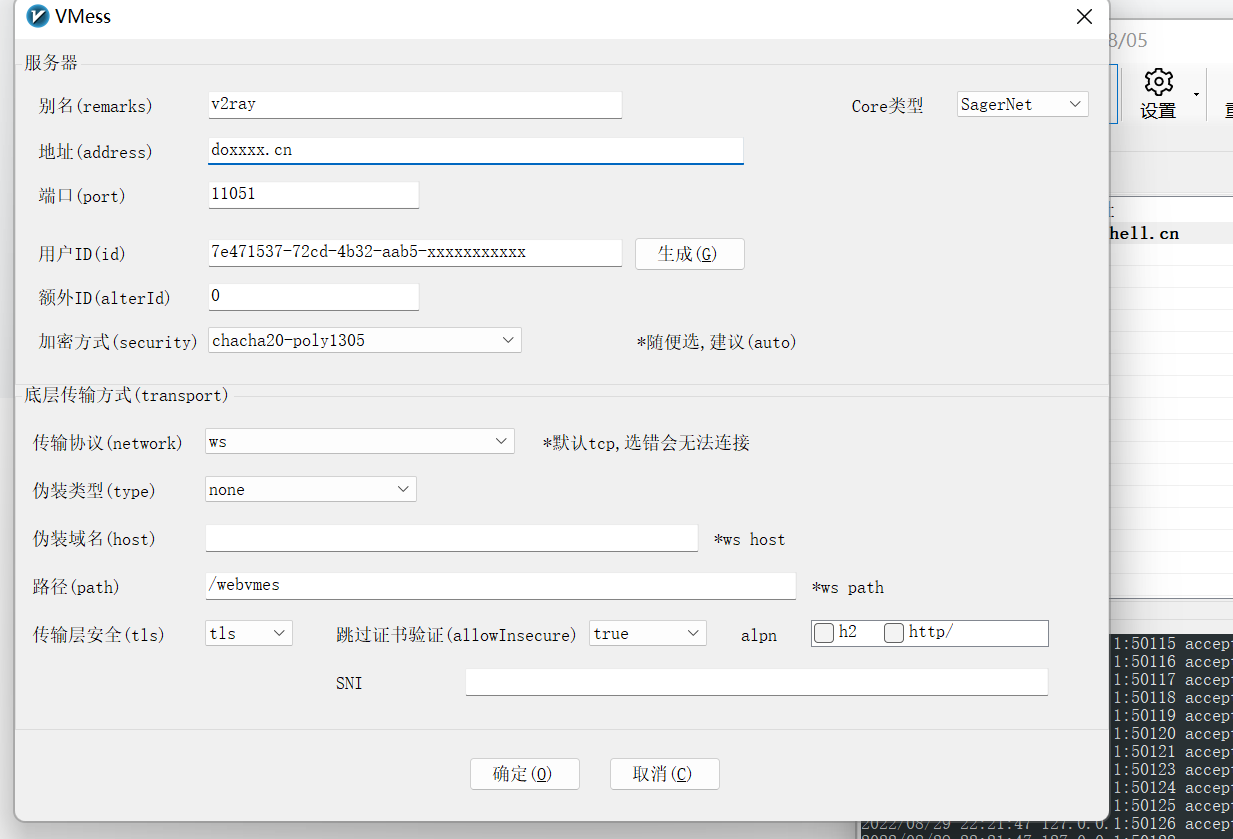 VMess
8/05
服务器
别名(remarks) v2ray Core类型 SagerNet
设置
地址(address) doxxxx.cn
端口(port) 11051
hell.cn
用户ID(id) 7e471537-72cd-4b32-aab5-xxxxxxxxxxx 生成(G)
额外ID(alterId) 0
加密方式(security) chacha20-poly1305 *随便选,建议(auto)
底层传输方式(transport)
传输协议(network) ws *默认tcp,选错会无法连接
伪装类型(type) none
伪装域名(host) *ws host
路径(path) /webvmes *ws path
传输层安全(tls) tls 跳过证书验证(allowInsecure) true alpn h2 http/
SNI
确定(O) 取消(C)
1:50115 accep
1:50116 accep
1:50117 accep
1:50118 accep
1:50119 accep
1:50120 accep
1:50121 accep
1:50123 accep
1:50124 accep
1:50125 accep
2022/08/29 22:21:47 127.0.0.1:50126 accep